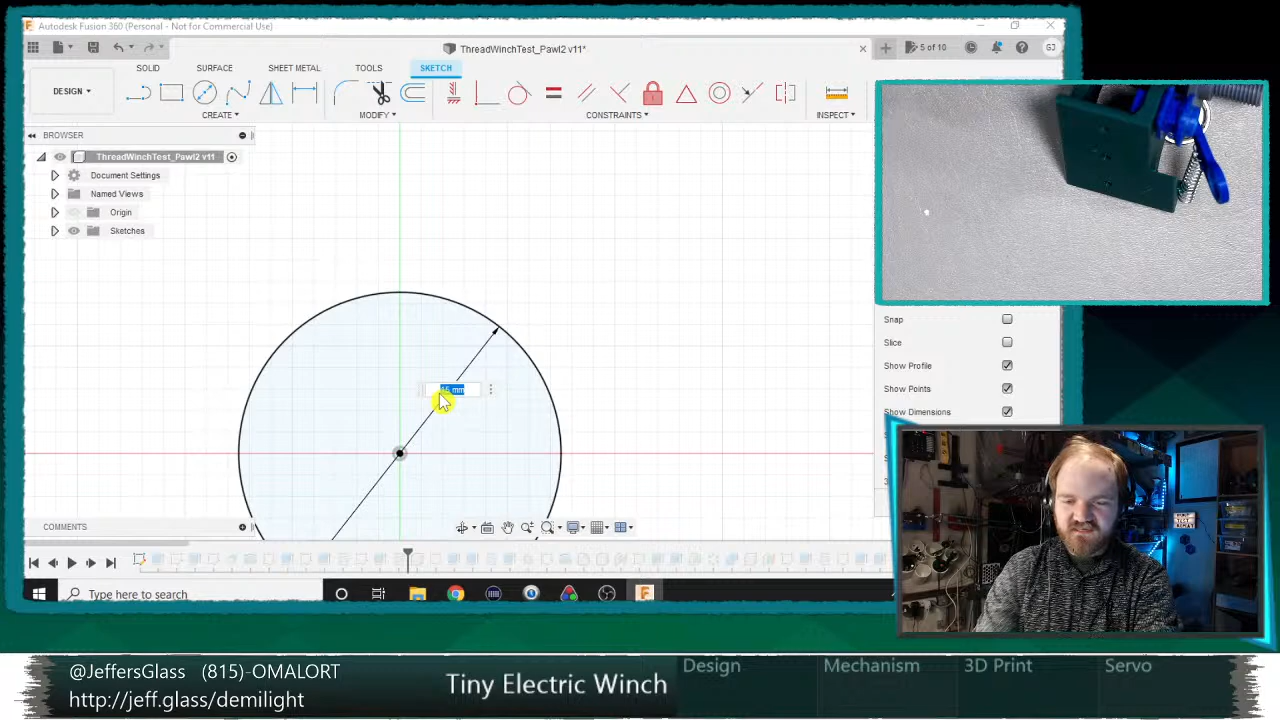 Autodesk Fusion 360 (Personal - Not for Commercial Use)
ThreadWinchTest_Pawl2 v11*
5 of 10
GJ
SOLID
SURFACE
SHEET METAL
TOOLS
SKETCH
DESIGN
CREATE
MODIFY
CONSTRAINTS
INSPECT
BROWSER
ThreadWinchTest_Pawl2 v11
Document Settings
Named Views
Origin
Sketches
mm
Snap
Slice
Show Profile
Show Points
Show Dimensions
COMMENTS
Type here to search
@JeffersGlass (815)-OMALORT
http://jeff.glass/demilight
Tiny Electric Winch
Design
Mechanism
3D Print
Servo